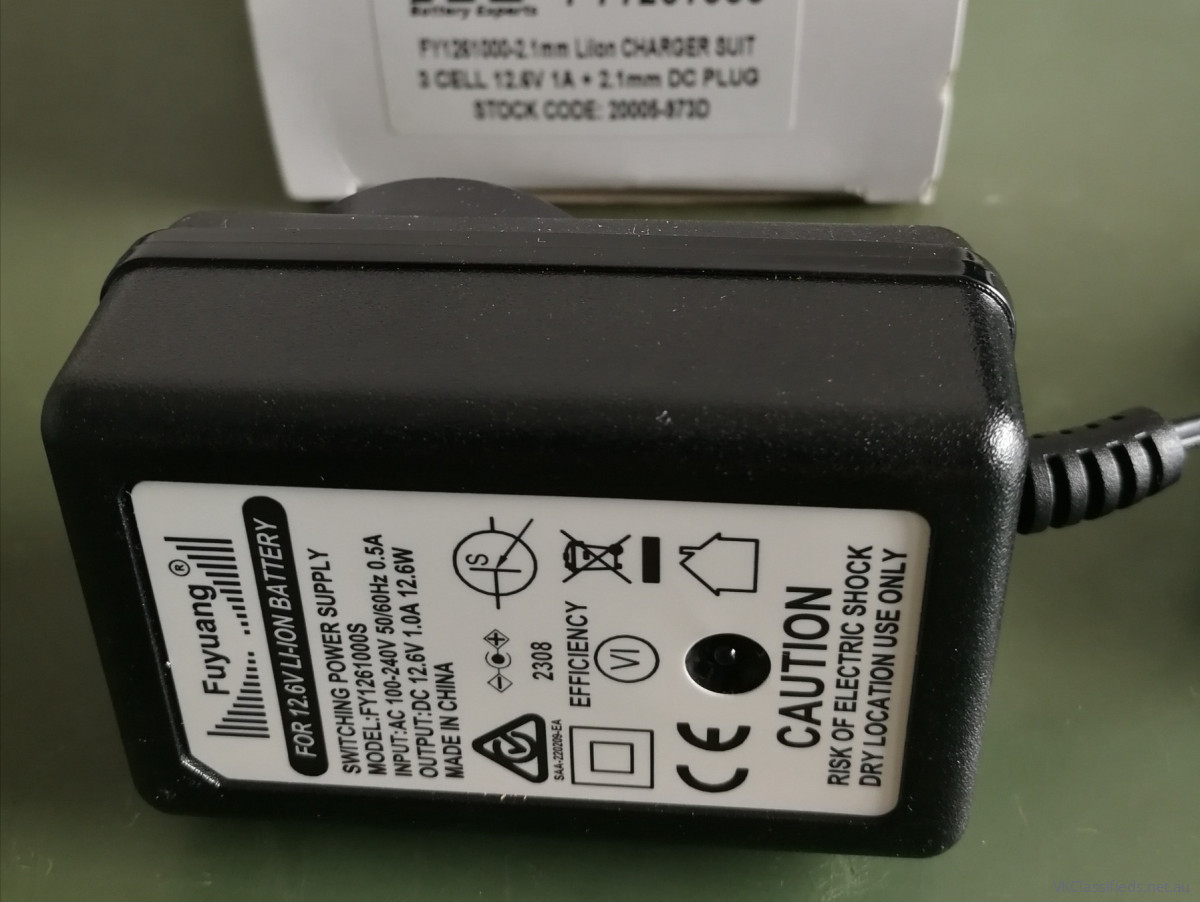 Battery Experts
FY1261000-2.1mm LiIon CHARGER SUIT
3 CELL 12.6V 1A + 2.1mm DC PLUG
STOCK CODE: 20005-973D
Fuyuang®
FOR 12.6V LI-ION BATTERY
SWITCHING POWER SUPPLY
MODEL:FY1261000S
INPUT:AC 100-240V 50/60Hz 0.5A
OUTPUT:DC 12.6V 1.0A 12.6W
MADE IN CHINA
S
2308
SAA-220209-EA
EFFICIENCY
VI
CE
CAUTION
RISK OF ELECTRIC SHOCK
DRY LOCATION USE ONLY